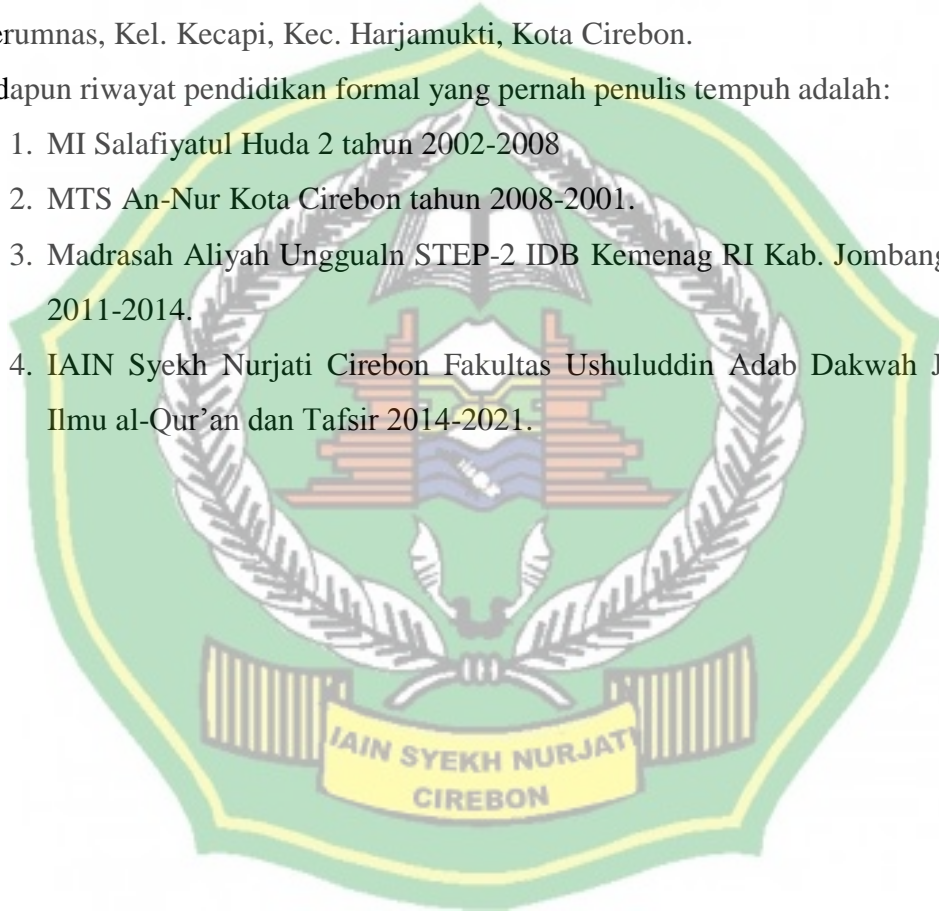 erumnas, Kel. Kecapi, Kec. Harjamukti, Kota Cirebon.
dapun riwayat pendidikan formal yang pernah penulis tempuh adalah:
1. MI Salafiyatul Huda 2 tahun 2002-2008
2. MTS An-Nur Kota Cirebon tahun 2008-2001.
3. Madrasah Aliyah Unggualn STEP-2 IDB Kemenag RI Kab. Jombang
2011-2014.
4. IAIN Syekh Nurjati Cirebon Fakultas Ushuluddin Adab Dakwah J
Ilmu al-Qur’an dan Tafsir 2014-2021.
IAIN SYEKH NURJATI
CIREBON